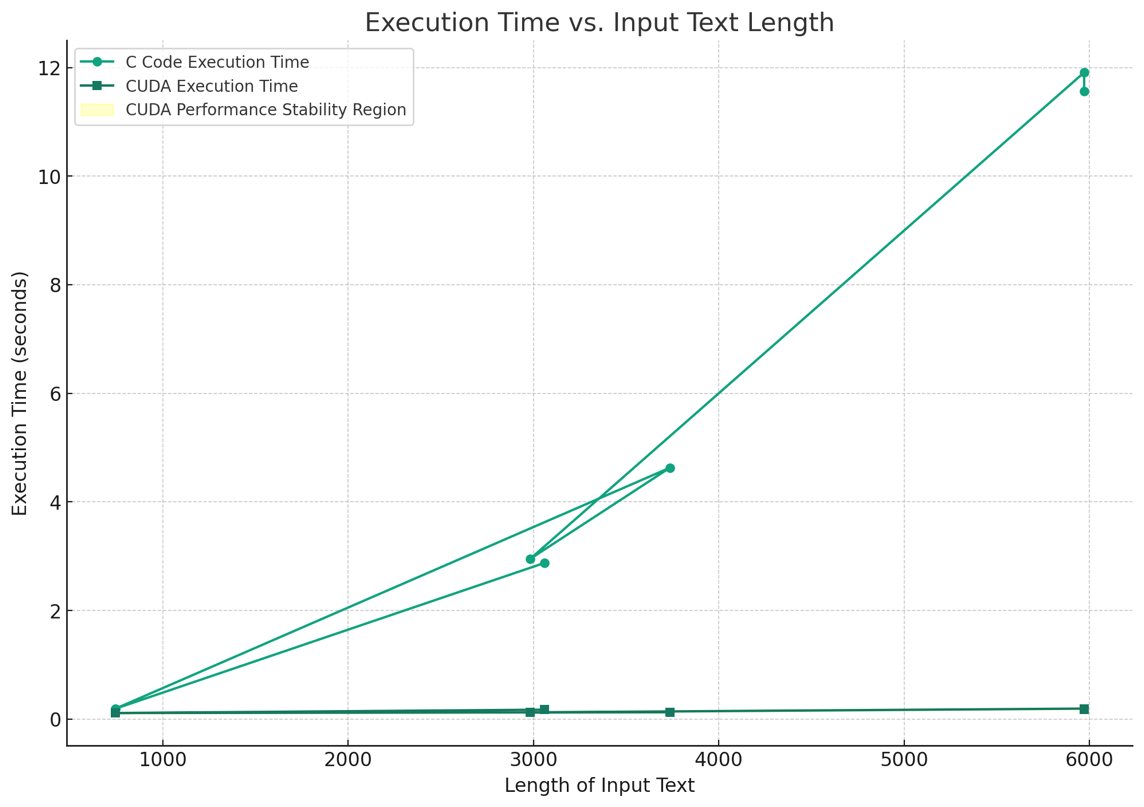 Execution Time vs. Input Text Length
C Code Execution Time
CUDA Execution Time
CUDA Performance Stability Region
Execution Time (seconds)
12
10
8
6
4
2
0
1000 2000 3000 4000 5000 6000
Length of Input Text